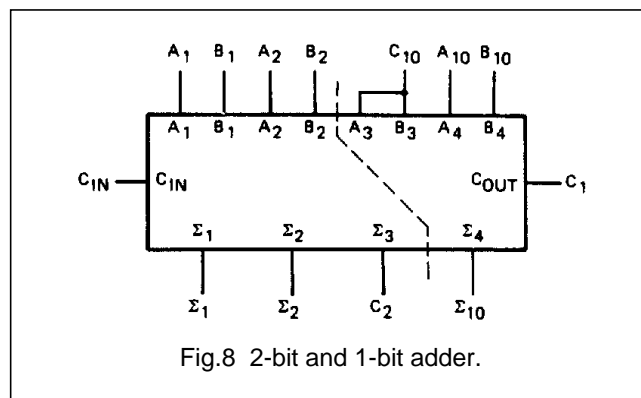 A1 B1 A2 B2 C10 A10 B10
A1 B1 A2 B2 A3 B3 A4 B4
CIN CIN COUT C1
Σ1 Σ2 Σ3 Σ4
Σ1 Σ2 C2 Σ10
Fig.8 2-bit and 1-bit adder.